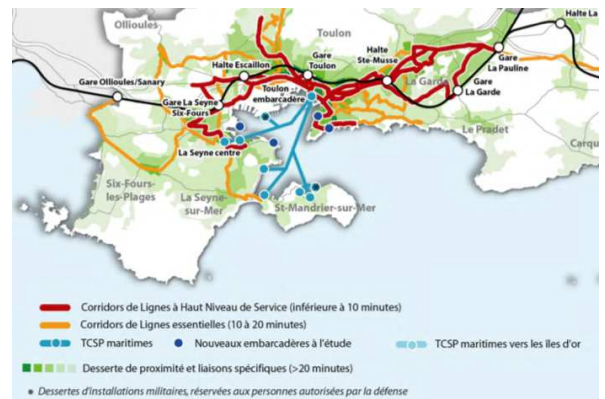 Ollioules
Toulon
Halte La
Halte Escaillon
Gare
Toulon
Halte
Ste-Musse
Gare
La Pauline
Gare Ollioules/Sanary
Toulon
embarcadère
La Garde
Gare
La Garde
Gare La Seyne
Six-Fours
Le Pradet
La Seyne centre
Carqu
Six-Fours-
les-Plages
La Seyne-
sur-Mer
St-Mandrier-sur-Mer
Corridors de Lignes à Haut Niveau de Service (inférieure à 10 minutes)
Corridors de Lignes essentielles (10 à 20 minutes)
TCSP maritimes
Nouveaux embarcadères à l'étude
TCSP maritimes vers les îles d'or
Desserte de proximité et liaisons spécifiques (>20 minutes)
Dessertes d'installations militaires, réservées aux personnes autorisées par la défense